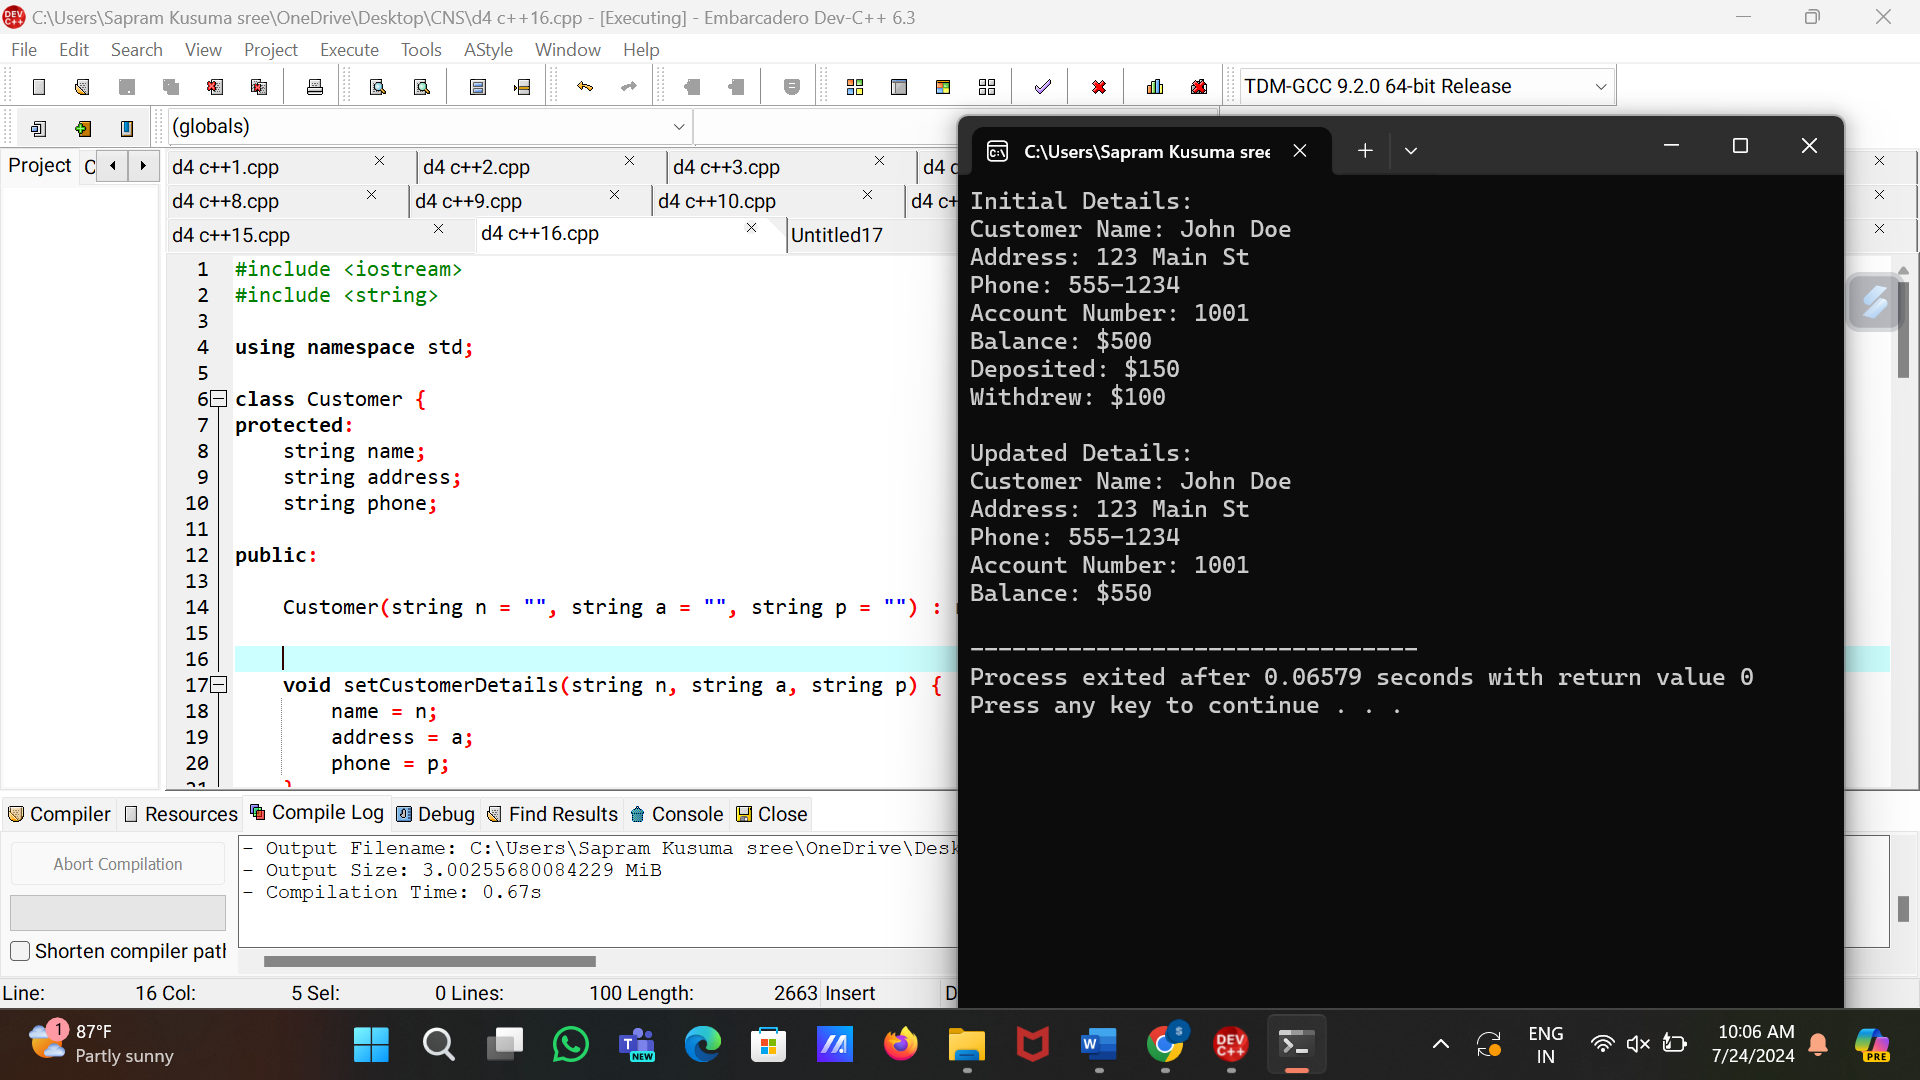 C:\Users\Sapram Kusuma sree\OneDrive\Desktop\CNS\d4 c++16.cpp - [Executing] - Embarcadero Dev-C++ 6.3
File Edit Search View Project Execute Tools AStyle Window Help
TDM-GCC 9.2.0 64-bit Release
(globals)
Project
d4 c++1.cpp d4 c++2.cpp d4 c++3.cpp
d4 c++8.cpp d4 c++9.cpp d4 c++10.cpp
d4 c++15.cpp d4 c++16.cpp Untitled17
1 #include <iostream>
2 #include <string>
3
4 using namespace std;
5
6 class Customer {
7 protected:
8 string name;
9 string address;
10 string phone;
11
12 public:
13
14 Customer(string n = "", string a = "", string p = "") :
15
16
17 void setCustomerDetails(string n, string a, string p) {
18 name = n;
19 address = a;
20 phone = p;
C:\Users\Sapram Kusuma sree
Initial Details:
Customer Name: John Doe
Address: 123 Main St
Phone: 555-1234
Account Number: 1001
Balance: $500
Deposited: $150
Withdrew: $100
Updated Details:
Customer Name: John Doe
Address: 123 Main St
Phone: 555-1234
Account Number: 1001
Balance: $550
--------------------------------
Process exited after 0.06579 seconds with return value 0
Press any key to continue . . .
Compiler Resources Compile Log Debug Find Results Console Close
Abort Compilation
Shorten compiler path
- Output Filename: C:\Users\Sapram Kusuma sree\OneDrive\Desk
- Output Size: 3.00255680084229 MiB
- Compilation Time: 0.67s
Line: 16 Col: 5 Sel: 0 Lines: 100 Length: 2663 Insert
1
87°F
Partly sunny
NEW
DEV C++
ENG
IN
10:06 AM
7/24/2024
PRE